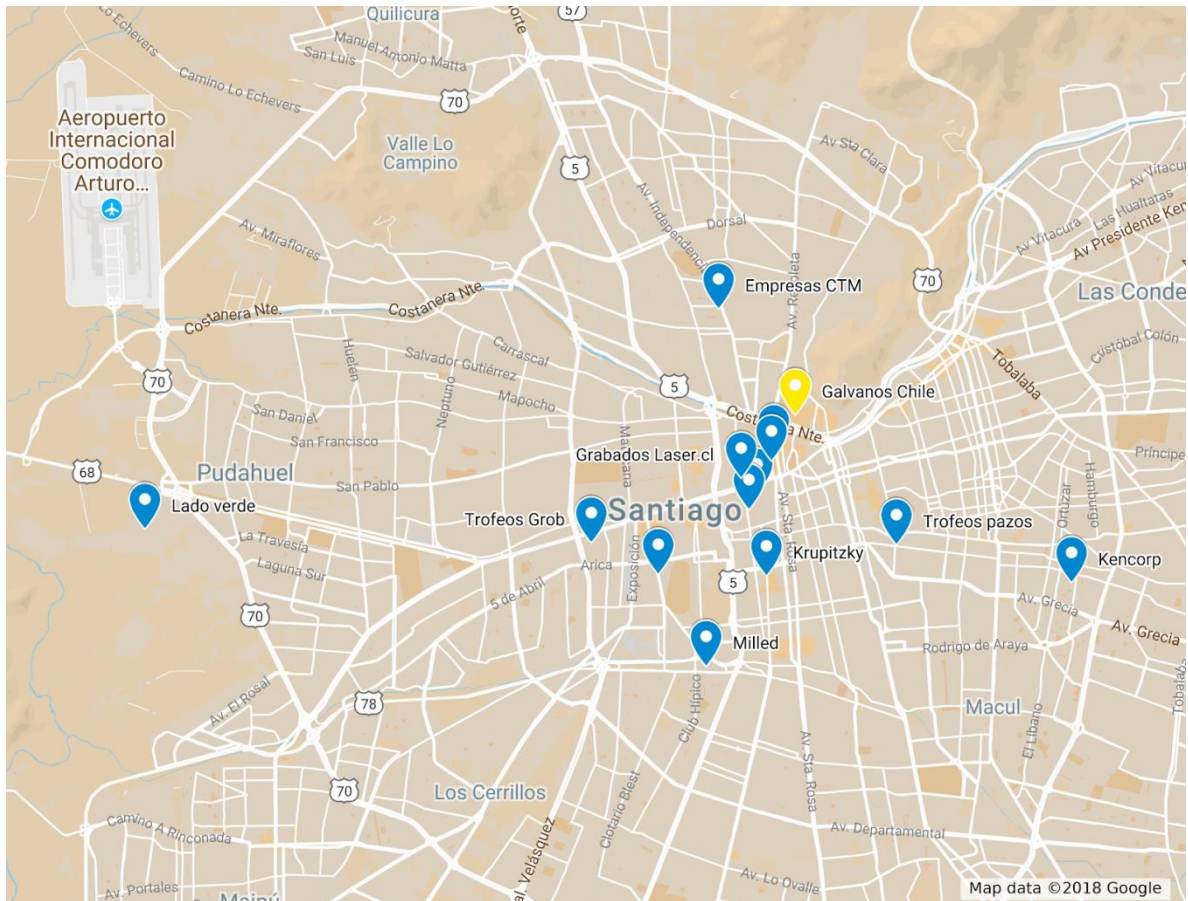 Quilicura
57
Norte
Lo Echevers
Manuel Antonio Matta
San Luis
Camino Lo Echevers
70
Aeropuerto
Internacional
Comodoro
Arturo...
Valle Lo
Campino
5
Av Sta Clara
Av. Independencia
Dorsal
Av Vitacura
Las Hualtatas
Av Vitacura
Av Presidente Ken
Av. Miraflores
Empresas CTM
Av. Recoleta
70
Las Conde
Costanera Nte.
Costanera Nte.
Carrascal
Salvador Gutiérrez
Huelen
Neptuno
Mapocho
Cristóbal Colón
Tobalaba
70
5
Galvanos Chile
Costanera Nte.
San Daniel
San Francisco
Matucana
Grabados Laser.cl
Príncipe
68
Pudahuel
San Pablo
Hamburgo
Ortúzar
Lado verde
Trofeos Grob
Santiago
Av. Sta. Rosa
Trofeos pazos
La Travesía
Laguna Sur
Arica
Exposición
Krupitzky
Kencorp
5
5 de Abril
Av. Grecia
70
Av. Grecia
Milled
Rodrigo de Araya
Av. El Rosal
78
Club Hípico
Macul
El Líbano
Tobalaba
70
Los Cerrillos
Av. Sta. Rosa
Clotario Blest
Camino A Rinconada
Av. Departamental
al. Velásquez
Av. Portales
Maipú
Av. Lo Ovalle
Map data ©2018 Google